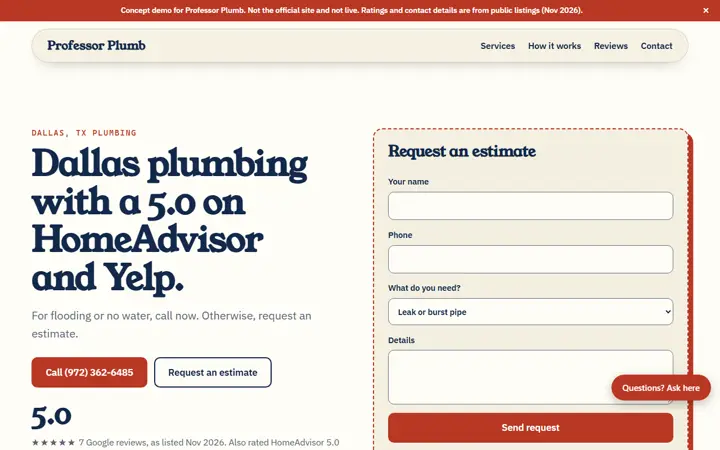 Concept demo for Professor Plumb. Not the official site and not live. Ratings and contact details are from public listings (Nov 2026). ×
Professor Plumb
Services How it works Reviews Contact
DALLAS, TX PLUMBING
Dallas plumbing
with a 5.0 on
HomeAdvisor
and Yelp.
For flooding or no water, call now. Otherwise, request an
estimate.
Call (972) 362-6485 Request an estimate
5.0
★★★★★ 7 Google reviews, as listed Nov 2026. Also rated HomeAdvisor 5.0
Request an estimate
Your name
Phone
What do you need?
Leak or burst pipe
Details
Questions? Ask here
Send request